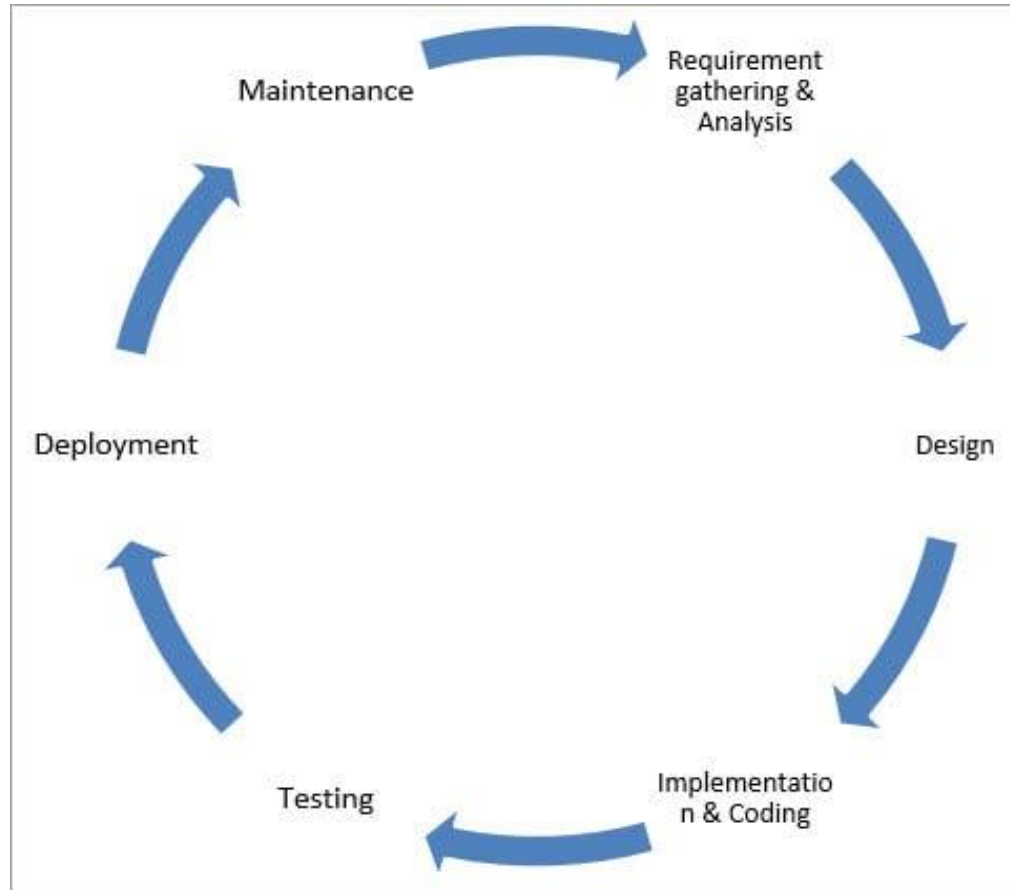 Maintenance
Requirement
gathering &
Analysis
Deployment
Design
Testing
Implementatio
n & Coding